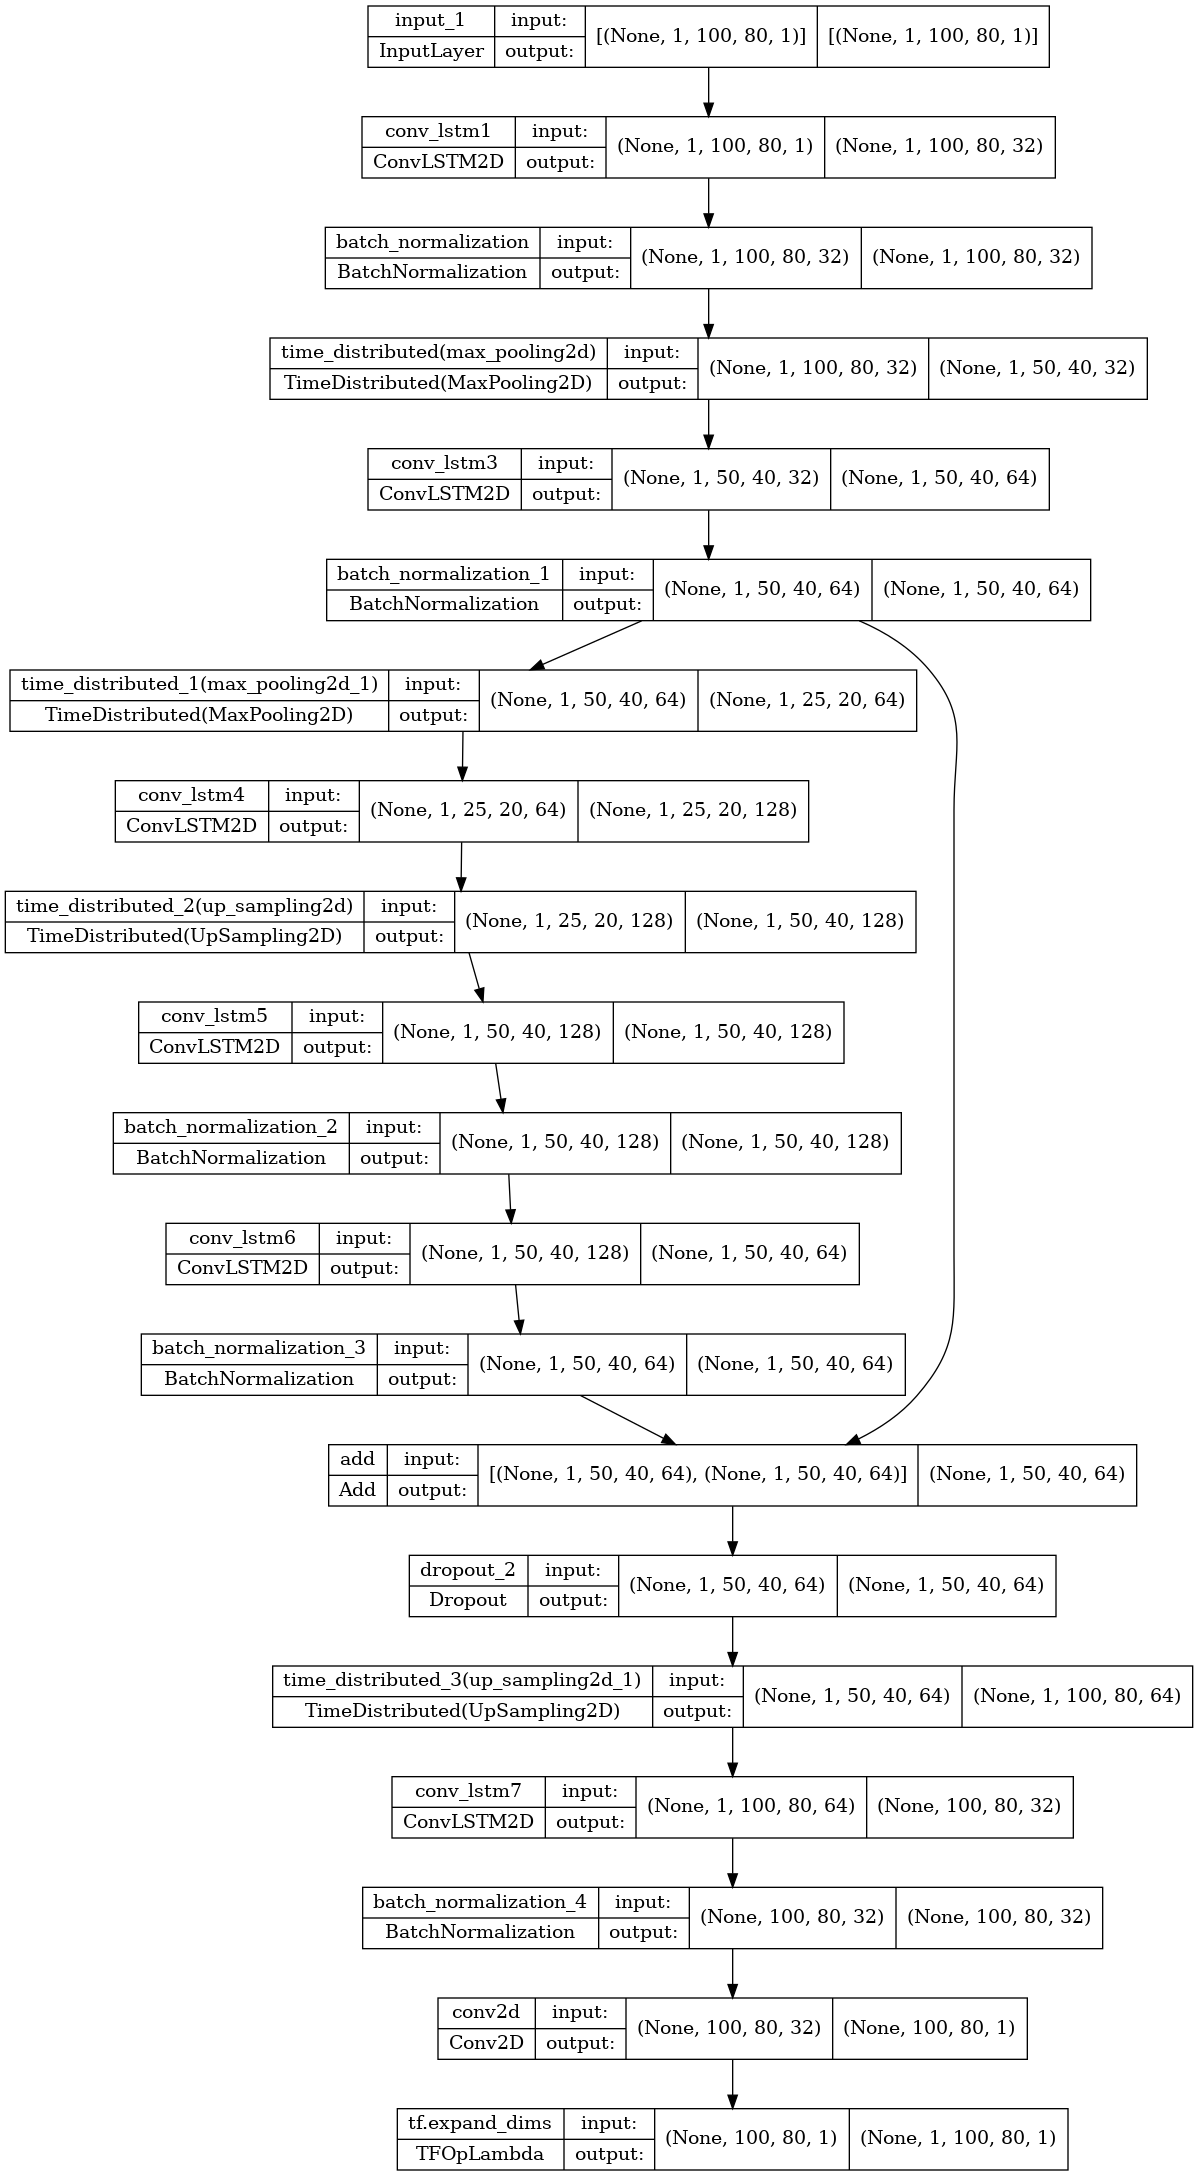 input_1 input: [(None, 1, 100, 80, 1)] [(None, 1, 100, 80, 1)]
InputLayer output:
conv_lstm1 input: (None, 1, 100, 80, 1) (None, 1, 100, 80, 32)
ConvLSTM2D output:
batch_normalization input: (None, 1, 100, 80, 32) (None, 1, 100, 80, 32)
BatchNormalization output:
time_distributed(max_pooling2d) input: (None, 1, 100, 80, 32) (None, 1, 50, 40, 32)
TimeDistributed(MaxPooling2D) output:
conv_lstm3 input: (None, 1, 50, 40, 32) (None, 1, 50, 40, 64)
ConvLSTM2D output:
batch_normalization_1 input: (None, 1, 50, 40, 64) (None, 1, 50, 40, 64)
BatchNormalization output:
time_distributed_1(max_pooling2d_1) input: (None, 1, 50, 40, 64) (None, 1, 25, 20, 64)
TimeDistributed(MaxPooling2D) output:
conv_lstm4 input: (None, 1, 25, 20, 64) (None, 1, 25, 20, 128)
ConvLSTM2D output:
time_distributed_2(up_sampling2d) input: (None, 1, 25, 20, 128) (None, 1, 50, 40, 128)
TimeDistributed(UpSampling2D) output:
conv_lstm5 input: (None, 1, 50, 40, 128) (None, 1, 50, 40, 128)
ConvLSTM2D output:
batch_normalization_2 input: (None, 1, 50, 40, 128) (None, 1, 50, 40, 128)
BatchNormalization output:
conv_lstm6 input: (None, 1, 50, 40, 128) (None, 1, 50, 40, 64)
ConvLSTM2D output:
batch_normalization_3 input: (None, 1, 50, 40, 64) (None, 1, 50, 40, 64)
BatchNormalization output:
add input: [(None, 1, 50, 40, 64), (None, 1, 50, 40, 64)] (None, 1, 50, 40, 64)
Add output:
dropout_2 input: (None, 1, 50, 40, 64) (None, 1, 50, 40, 64)
Dropout output:
time_distributed_3(up_sampling2d_1) input: (None, 1, 50, 40, 64) (None, 1, 100, 80, 64)
TimeDistributed(UpSampling2D) output:
conv_lstm7 input: (None, 1, 100, 80, 64) (None, 100, 80, 32)
ConvLSTM2D output:
batch_normalization_4 input: (None, 100, 80, 32) (None, 100, 80, 32)
BatchNormalization output:
conv2d input: (None, 100, 80, 32) (None, 100, 80, 1)
Conv2D output:
tf.expand_dims input: (None, 100, 80, 1) (None, 1, 100, 80, 1)
TFOpLambda output: